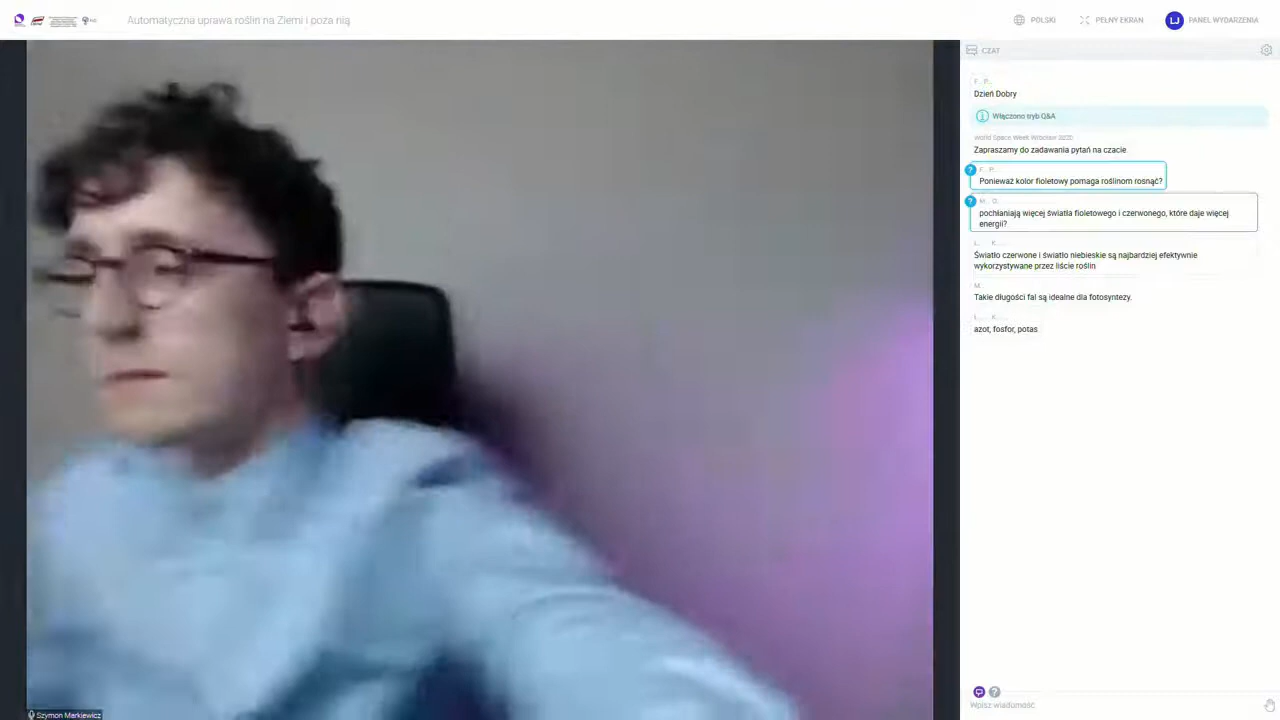 Automatyczna uprawa roślin na Ziemi i poza nią
POLSKI
PEŁNY EKRAN
PANEL WYDARZENIA
CZAT
F... P...
Dzień Dobry
Włączono tryb Q&A
World Space Week Wrocław 2020
Zapraszamy do zadawania pytań na czacie
F... P...
Ponieważ kolor fioletowy pomaga roślinom rosnąć?
M... O...
pochłaniają więcej światła fioletowego i czerwonego, które daje więcej
energii?
Ł... K...
Światło czerwone i światło niebieskie są najbardziej efektywnie
wykorzystywane przez liście roślin
M.
Takie długości fal są idealne dla fotosyntezy.
Ł... K...
azot, fosfor, potas
Wpisz wiadomość
Szymon Markiewicz